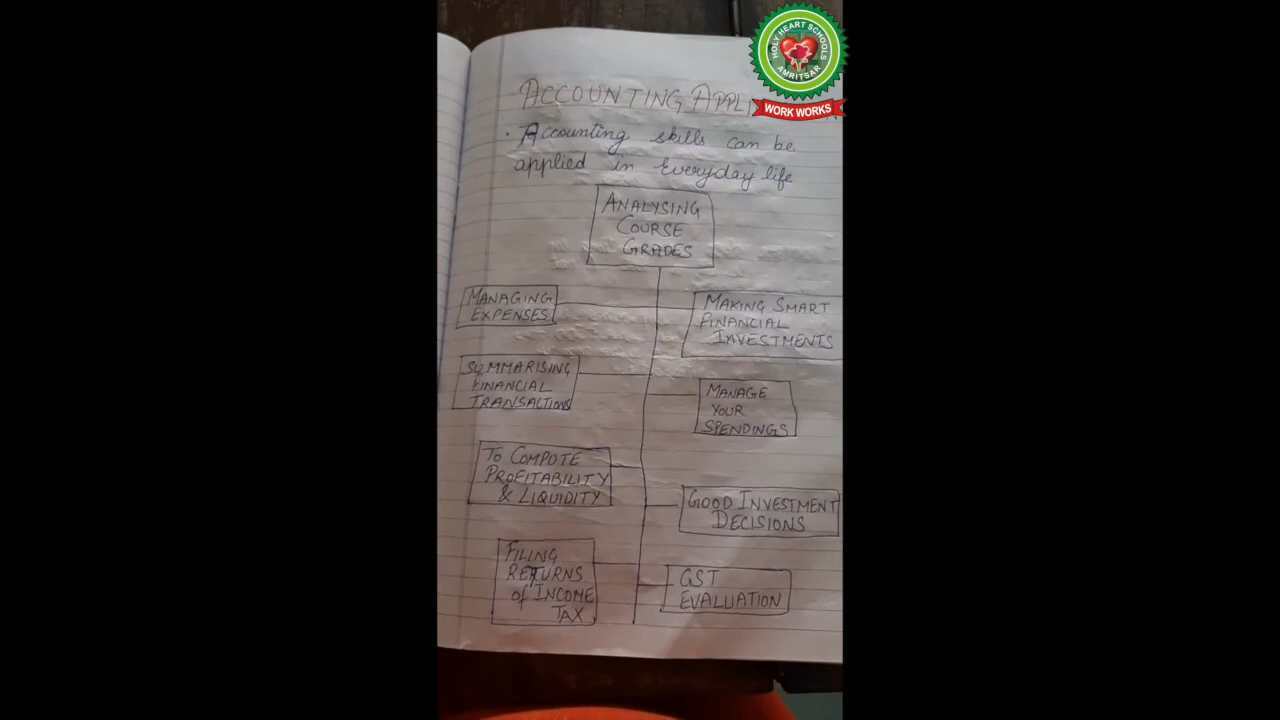 HOLY HEART SCHOOLS
AMRITSAR
WORK WORKS
ACCOUNTING
• Accounting skills can be
applied in Everyday life
ANALYSING
COURSE
GRADES
MANAGING
EXPENSES
MAKING SMART
FINANCIAL
INVESTMENTS
SUMMARISING
FINANCIAL
TRANSACTIONS
MANAGE
YOUR
SPENDINGS
TO COMPUTE
PROFITABILITY
& LIQUIDITY
GOOD INVESTMENT
DECISIONS
FILING
RETURNS
of INCOME
TAX
GST
EVALUATION